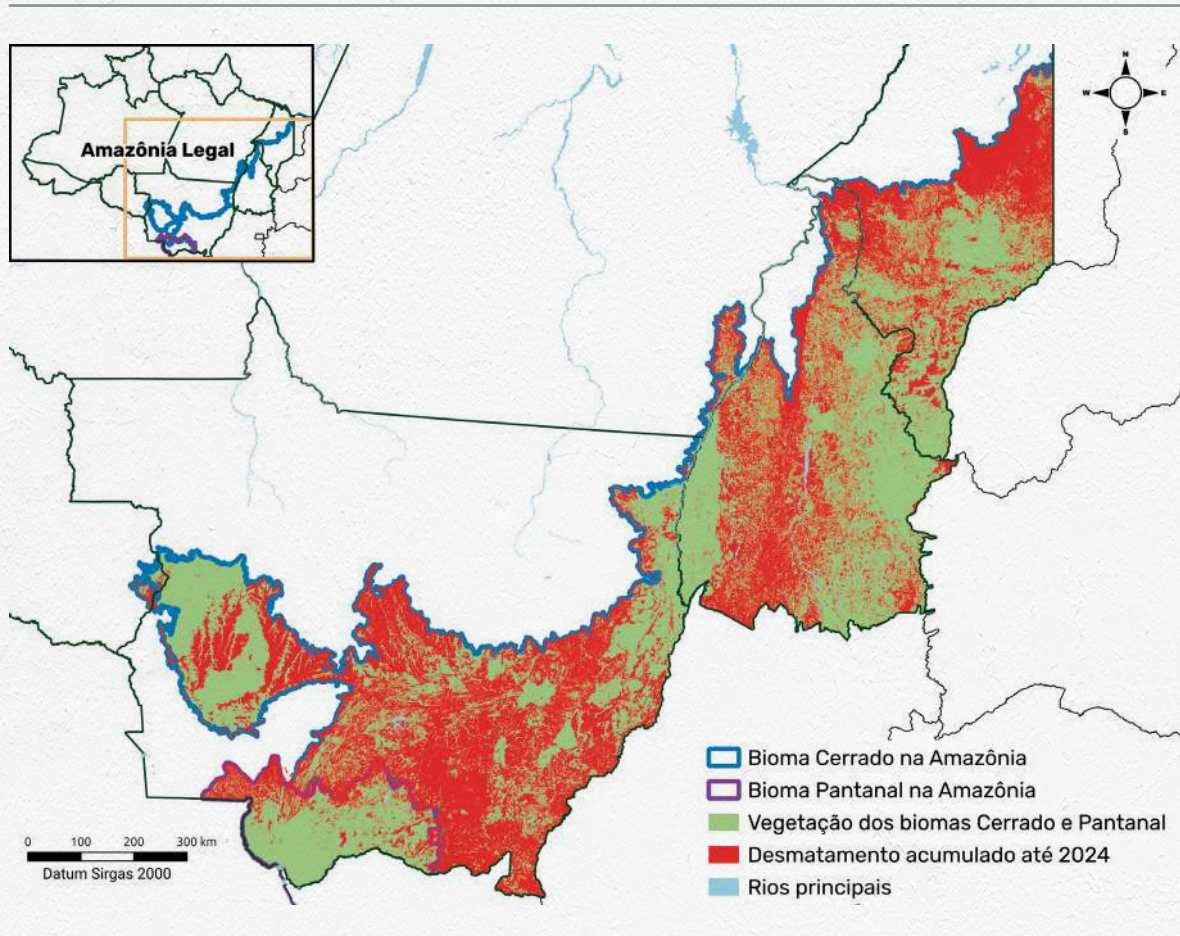 Amazônia Legal
N
W E
S
Bioma Cerrado na Amazônia
Bioma Pantanal na Amazônia
Vegetação dos biomas Cerrado e Pantanal
Desmatamento acumulado até 2024
Rios principais
0 100 200 300 km
Datum Sirgas 2000